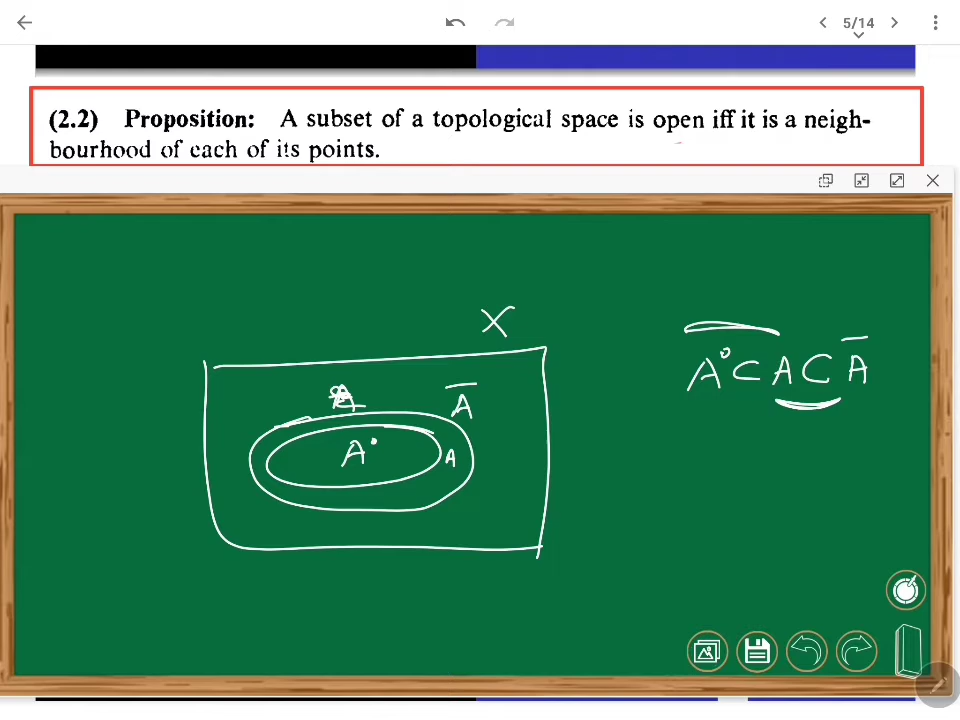 5/14
(2.2) Proposition: A subset of a topological space is open iff it is a neigh-
bourhood of each of its points.
X
A° ⊂ A ⊂ A̅
A̅
A°
A